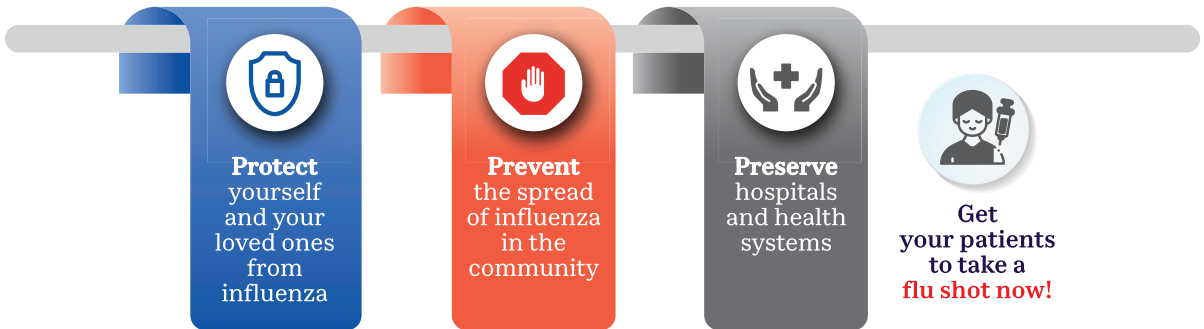 Protect
yourself
and your
loved ones
from
influenza
Prevent
the spread
of influenza
in the
community
Preserve
hospitals
and health
systems
Get
your patients
to take a
flu shot now!